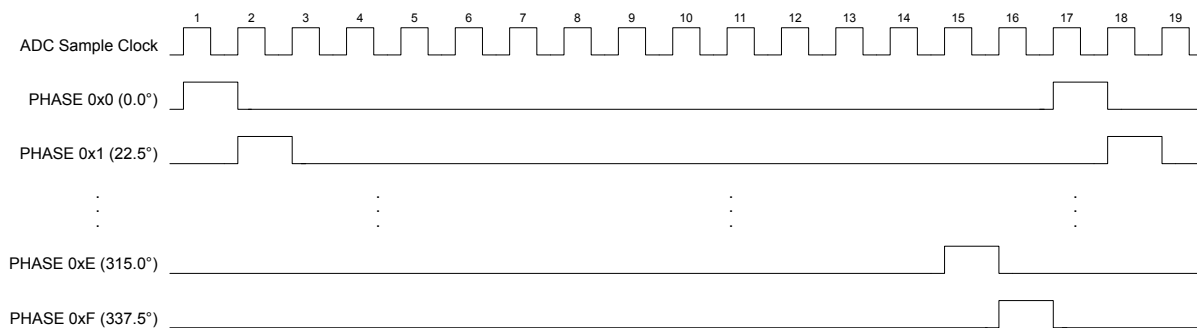 1 2 3 4 5 6 7 8 9 10 11 12 13 14 15 16 17 18 19
ADC Sample Clock
PHASE 0x0 (0.0°)
PHASE 0x1 (22.5°)
PHASE 0xE (315.0°)
PHASE 0xF (337.5°)